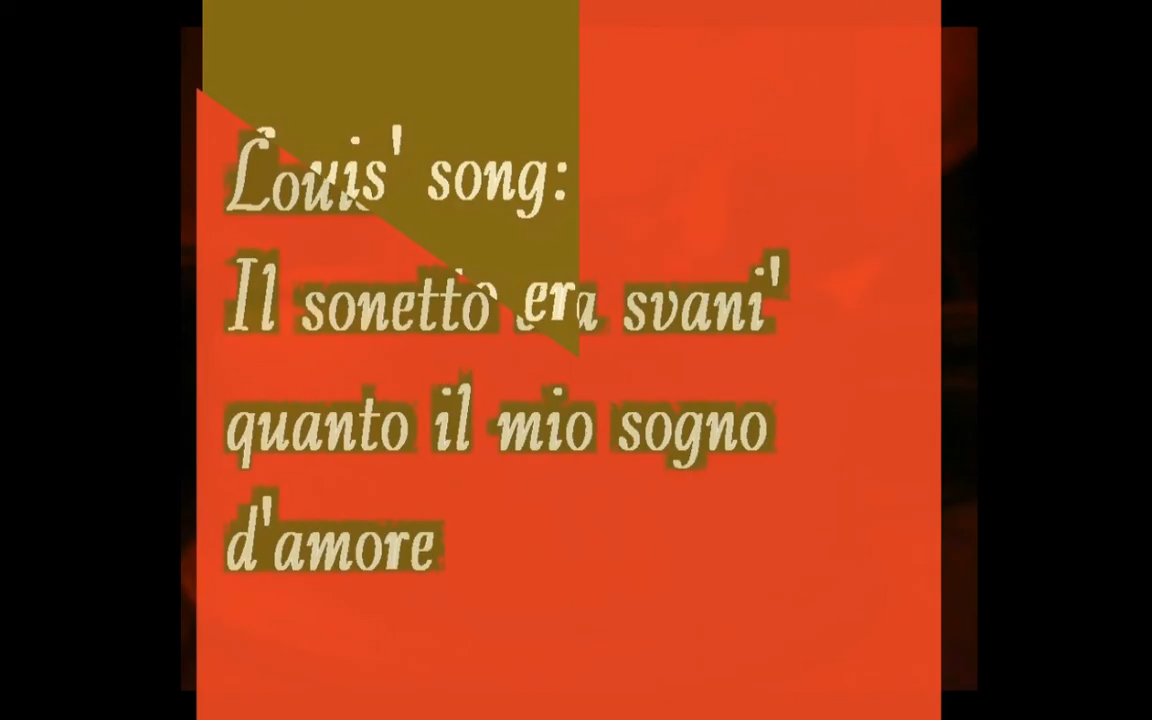 Louis' song:
Il sonetto era svani'
quanto il mio sogno
d'amore